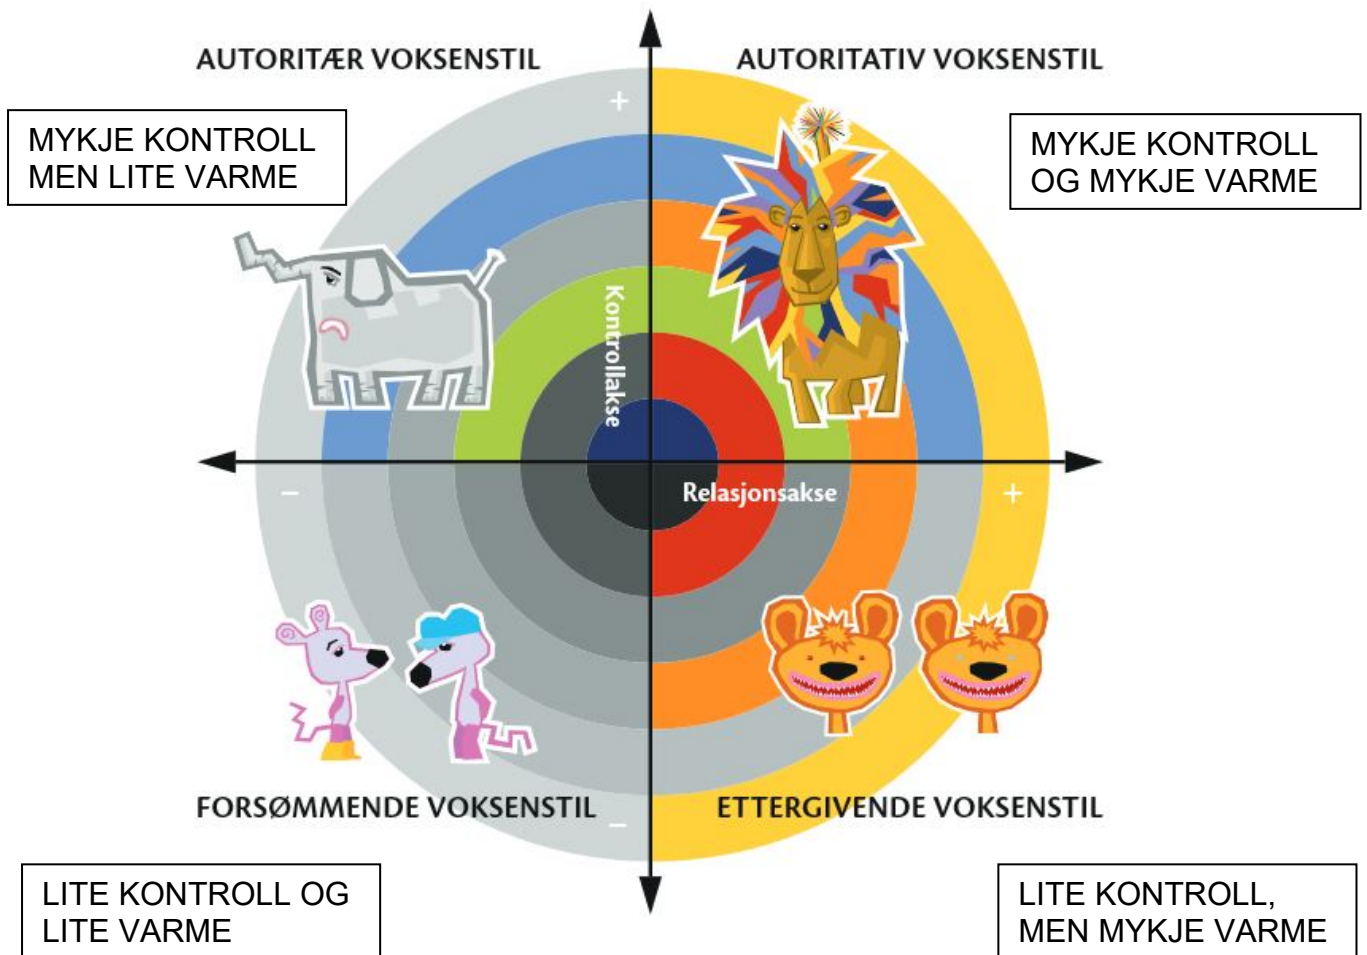 AUTORITÆR VOKSENSTIL
AUTORITATIV VOKSENSTIL
MYKJE KONTROLL
MEN LITE VARME
MYKJE KONTROLL
OG MYKJE VARME
+
Kontrollakse
Relasjonsakse
–
+
FORSØMMENDE VOKSENSTIL
–
ETTERGIVENDE VOKSENSTIL
LITE KONTROLL OG
LITE VARME
LITE KONTROLL,
MEN MYKJE VARME